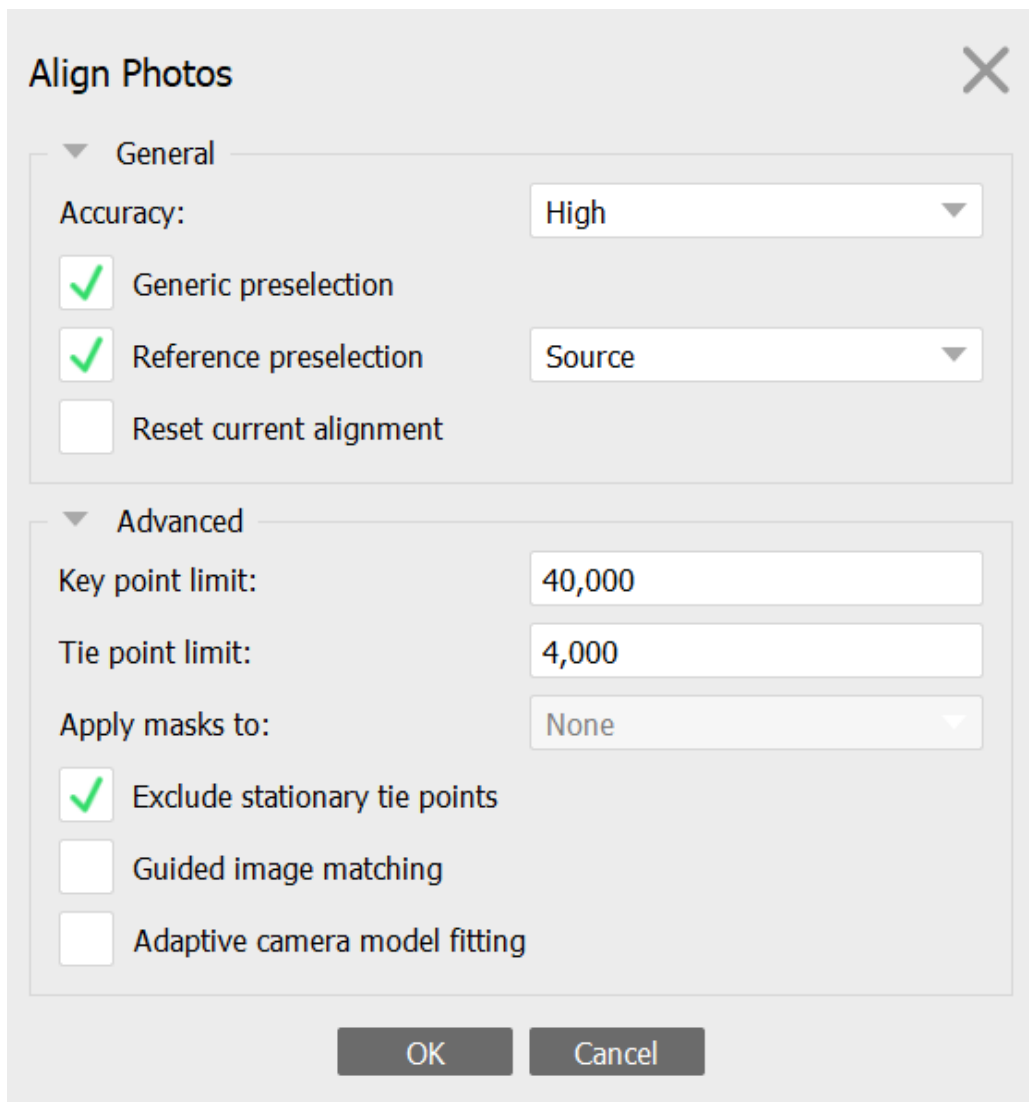 Align Photos
General
Accuracy: High
Generic preselection
Reference preselection Source
Reset current alignment
Advanced
Key point limit: 40,000
Tie point limit: 4,000
Apply masks to: None
Exclude stationary tie points
Guided image matching
Adaptive camera model fitting
OK Cancel